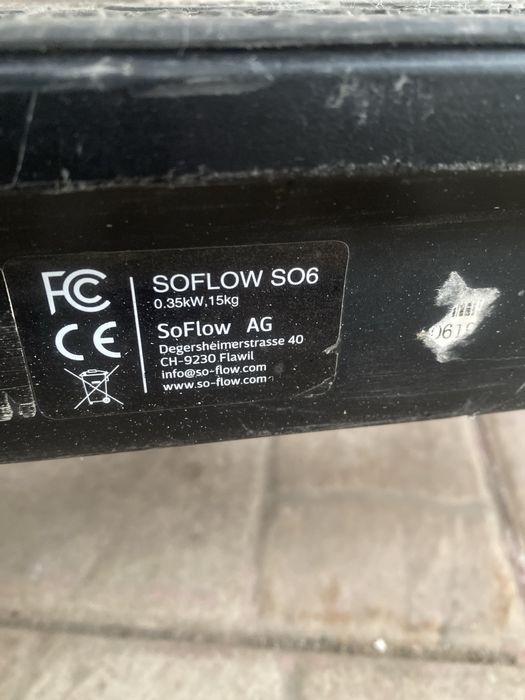 FC
CE
SOFLOW SO6
0.35kW,15kg
SoFlow AG
Degersheimerstrasse 40
CH-9230 Flawil
info@so-flow.com
www.so-flow.com